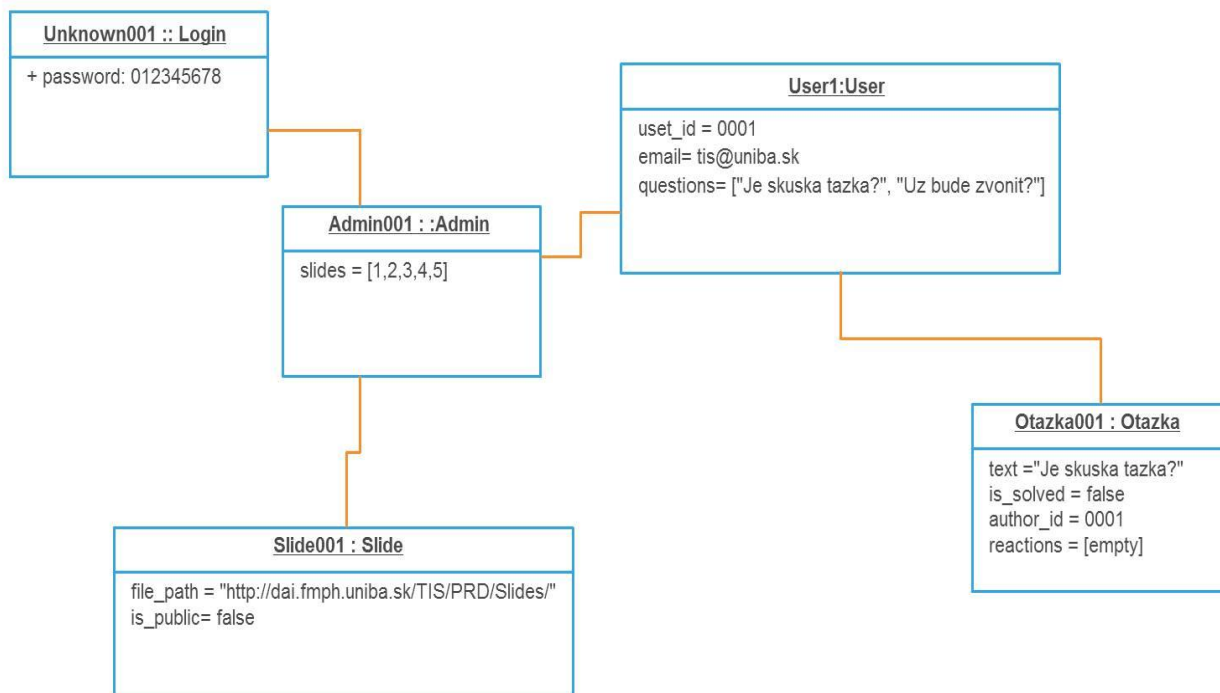 Unknown001 :: Login
+ password: 012345678
User1:User
uset_id = 0001
email= tis@uniba.sk
questions= ["Je skuska tazka?", "Uz bude zvonit?"]
Admin001 : :Admin
slides = [1,2,3,4,5]
Otazka001 : Otazka
text ="Je skuska tazka?"
is_solved = false
author_id = 0001
reactions = [empty]
Slide001 : Slide
file_path = "http://dai.fmph.uniba.sk/TIS/PRD/Slides/"
is_public= false